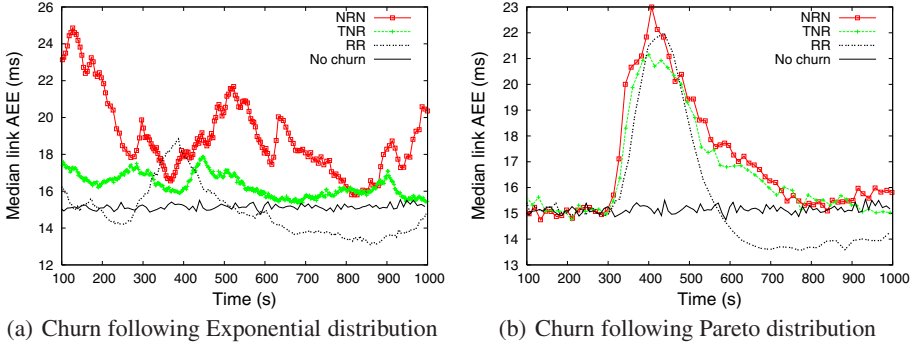 NRN
TNR
RR
No churn
Median link AEE (ms)
26
24
22
20
18
16
14
12
100 200 300 400 500 600 700 800 900 1000
Time (s)
(a) Churn following Exponential distribution
NRN
TNR
RR
No churn
Median link AEE (ms)
23
22
21
20
19
18
17
16
15
14
13
100 200 300 400 500 600 700 800 900 1000
Time (s)
(b) Churn following Pareto distribution